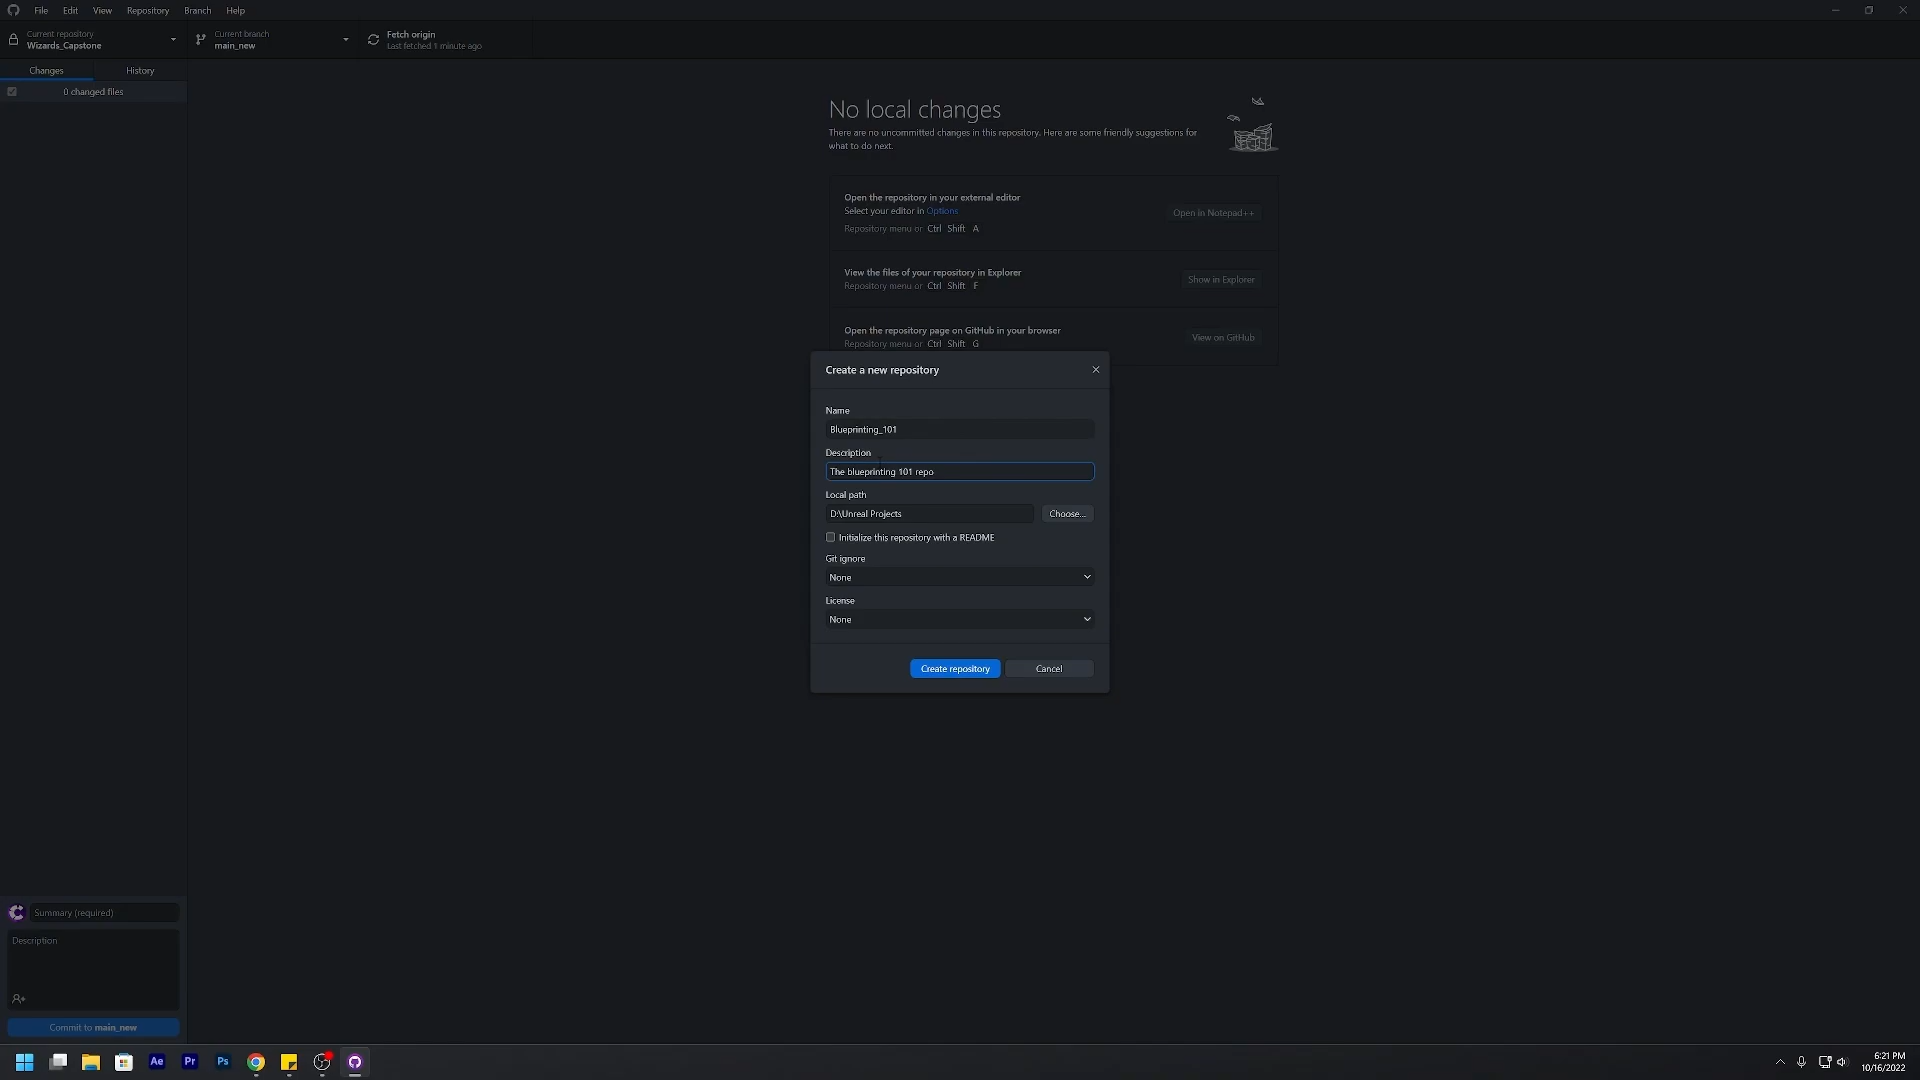 File Edit View Repository Branch Help
Current repository
Wizards_Capstone
Current branch
main_new
Fetch origin
Last fetched 1 minute ago
Changes History
0 changed files
No local changes
There are no uncommitted changes in this repository. Here are some friendly suggestions for
what to do next.
Open the repository in your external editor
Select your editor in Options
Repository menu or Ctrl Shift A
Open in Notepad++
View the files of your repository in Explorer
Repository menu or Ctrl Shift F
Show in Explorer
Open the repository page on GitHub in your browser
Repository menu or Ctrl Shift G
View on GitHub
Create a new repository
Name
Blueprinting_101
Description
The blueprinting 101 repo
Local path
D:\Unreal Projects
Choose...
Initialize this repository with a README
Git ignore
None
License
None
Create repository Cancel
Summary (required)
Description
Commit to main_new
Ae Pr Ps
6:21 PM
10/16/2022